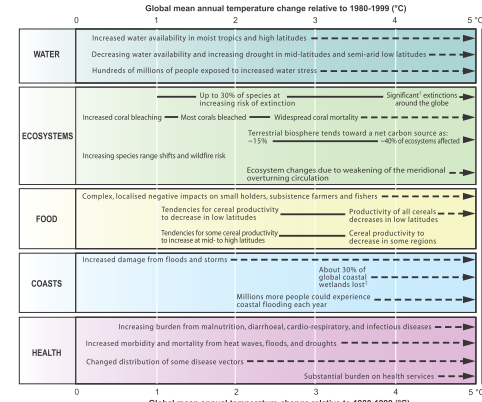 Global mean annual temperature change relative to 1980-1999 (°C)
0 1 2 3 4 5 °C
WATER
Increased water availability in moist tropics and high latitudes
Decreasing water availability and increasing drought in mid-latitudes and semi-arid low latitudes
Hundreds of millions of people exposed to increased water stress
ECOSYSTEMS
Up to 30% of species at
increasing risk of extinction
Significant¹ extinctions
around the globe
Increased coral bleaching Most corals bleached Widespread coral mortality
Terrestrial biosphere tends toward a net carbon source as:
~15% ~40% of ecosystems affected
Increasing species range shifts and wildfire risk
Ecosystem changes due to weakening of the meridional
overturning circulation
FOOD
Complex, localised negative impacts on small holders, subsistence farmers and fishers
Tendencies for cereal productivity
to decrease in low latitudes
Productivity of all cereals
decreases in low latitudes
Tendencies for some cereal productivity
to increase at mid- to high latitudes
Cereal productivity to
decrease in some regions
COASTS
Increased damage from floods and storms
About 30% of
global coastal
wetlands lost²
Millions more people could experience
coastal flooding each year
HEALTH
Increasing burden from malnutrition, diarrhoeal, cardio-respiratory, and infectious diseases
Increased morbidity and mortality from heat waves, floods, and droughts
Changed distribution of some disease vectors
Substantial burden on health services
0 1 2 3 4 5 °C
Global mean annual temperature change relative to 1980-1999 (°C)